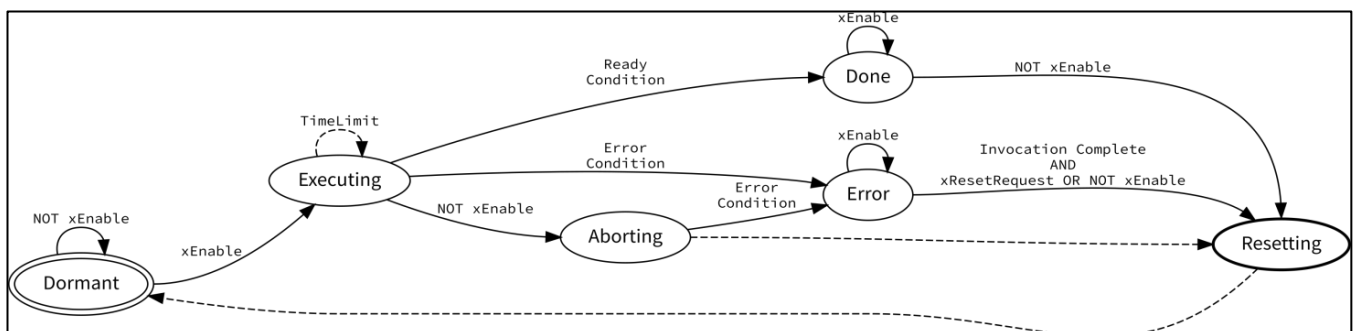 xEnable
Ready
Condition
Done
NOT xEnable
TimeLimit
xEnable
Error
Condition
Invocation Complete
AND
xResetRequest OR NOT xEnable
Executing
Error
Condition
Error
NOT xEnable
NOT xEnable
Aborting
Resetting
xEnable
Dormant